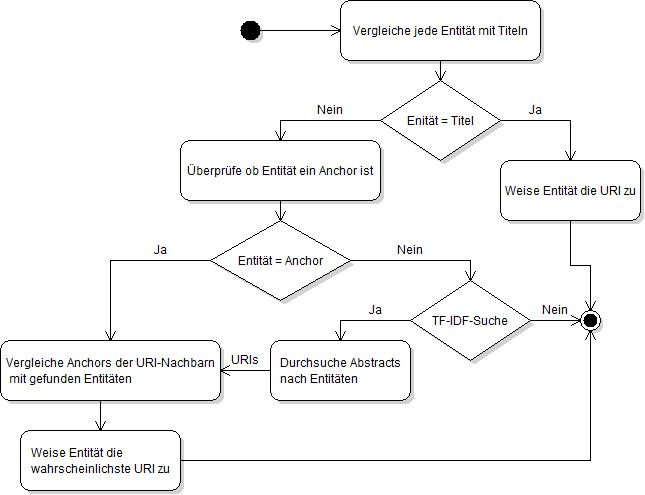 Vergleiche jede Entität mit Titeln
Nein
Enität = Titel
Ja
Überprüfe ob Entität ein Anchor ist
Weise Entität die URI zu
Ja
Entität = Anchor
Nein
TF-IDF-Suche
Nein
Ja
Vergleiche Anchors der URI-Nachbarn
mit gefunden Entitäten
URIs
Durchsuche Abstracts
nach Entitäten
Weise Entität die
wahrscheinlichste URI zu